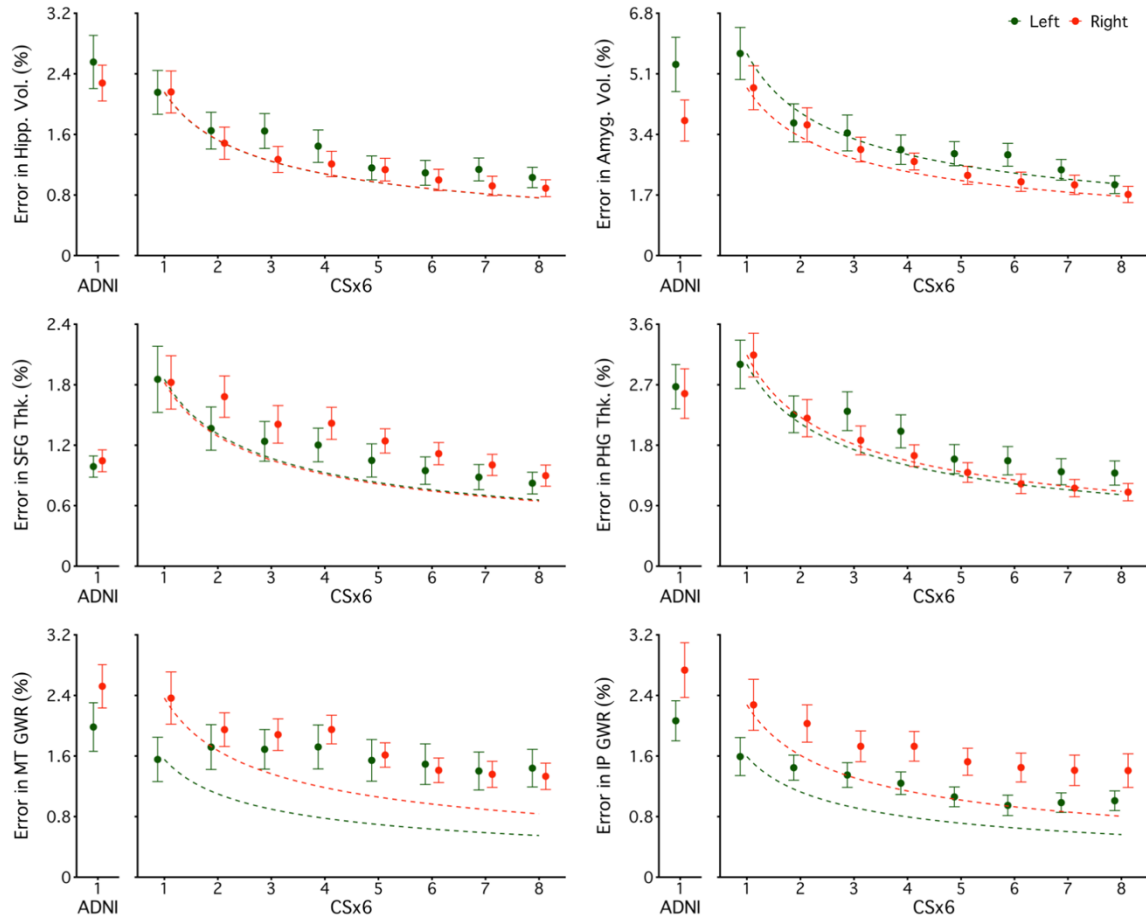 Error in Hipp. Vol. (%)
3.2
2.4
1.6
0.8
0
1
ADNI
1 2 3 4 5 6 7 8
CSx6
Left Right
Error in Amyg. Vol. (%)
6.8
5.1
3.4
1.7
0
1
ADNI
1 2 3 4 5 6 7 8
CSx6
Error in SFG Thk. (%)
2.4
1.8
1.2
0.6
0
1
ADNI
1 2 3 4 5 6 7 8
CSx6
Error in PHG Thk. (%)
3.6
2.7
1.8
0.9
0
1
ADNI
1 2 3 4 5 6 7 8
CSx6
Error in MT GWR (%)
3.2
2.4
1.6
0.8
0
1
ADNI
1 2 3 4 5 6 7 8
CSx6
Error in IP GWR (%)
3.2
2.4
1.6
0.8
0
1
ADNI
1 2 3 4 5 6 7 8
CSx6